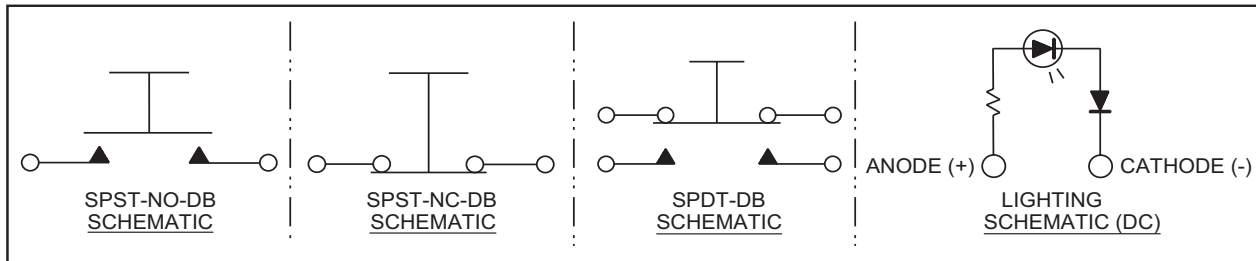 SPST-NO-DB
SCHEMATIC
SPST-NC-DB
SCHEMATIC
SPDT-DB
SCHEMATIC
ANODE (+)
CATHODE (-)
LIGHTING
SCHEMATIC (DC)